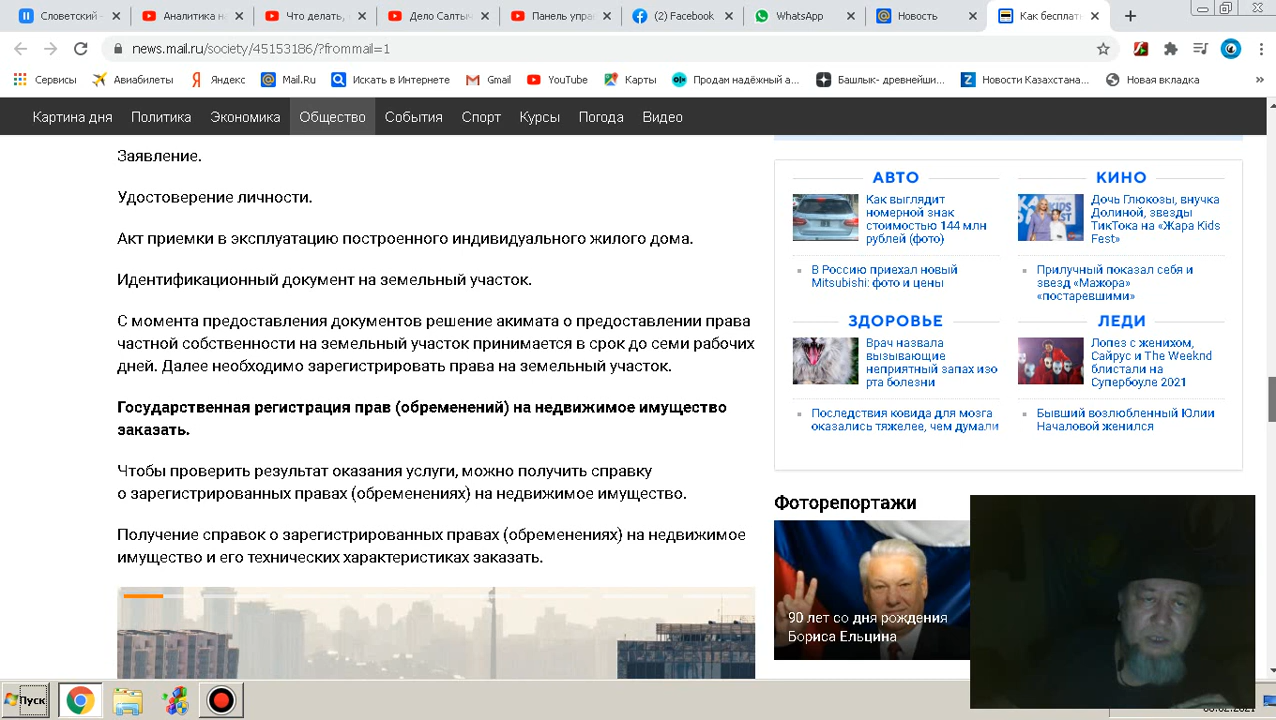 Словетский -
Аналитика н
Что делать,
Дело Салты
Панель упра
(2) Facebook
WhatsApp
Новость
Как бесплат
news.mail.ru/society/45153186/?frommail=1
Сервисы
Авиабилеты
Яндекс
Mail.Ru
Искать в Интернете
Gmail
YouTube
Карты
Продам надёжный а...
Башлык- древнейши...
Новости Казахстана...
Новая вкладка
Картина дня Политика Экономика Общество События Спорт Курсы Погода Видео
Заявление.
Удостоверение личности.
Акт приемки в эксплуатацию построенного индивидуального жилого дома.
Идентификационный документ на земельный участок.
С момента предоставления документов решение акимата о предоставлении права
частной собственности на земельный участок принимается в срок до семи рабочих
дней. Далее необходимо зарегистрировать права на земельный участок.
Государственная регистрация прав (обременений) на недвижимое имущество
заказать.
Чтобы проверить результат оказания услуги, можно получить справку
о зарегистрированных правах (обременениях) на недвижимое имущество.
Получение справок о зарегистрированных правах (обременениях) на недвижимое
имущество и его технических характеристиках заказать.
АВТО
Как выглядит
номерной знак
стоимостью 144 млн
рублей (фото)
В Россию приехал новый
Mitsubishi: фото и цены
КИНО
Дочь Глюкозы, внучка
Долиной, звезды
ТикТока на «Жара Kids
Fest»
Прилучный показал себя и
звезд «Мажора»
«постаревшими»
ЗДОРОВЬЕ
Врач назвала
вызывающие
неприятный запах изо
рта болезни
Последствия ковида для мозга
оказались тяжелее, чем думали
ЛЕДИ
Лопез с женихом,
Сайрус и The Weeknd
блистали на
Супербоуле 2021
Бывший возлюбленный Юлии
Началовой женился
Фоторепортажи
90 лет со дня рождения
Бориса Ельцина
Пуск